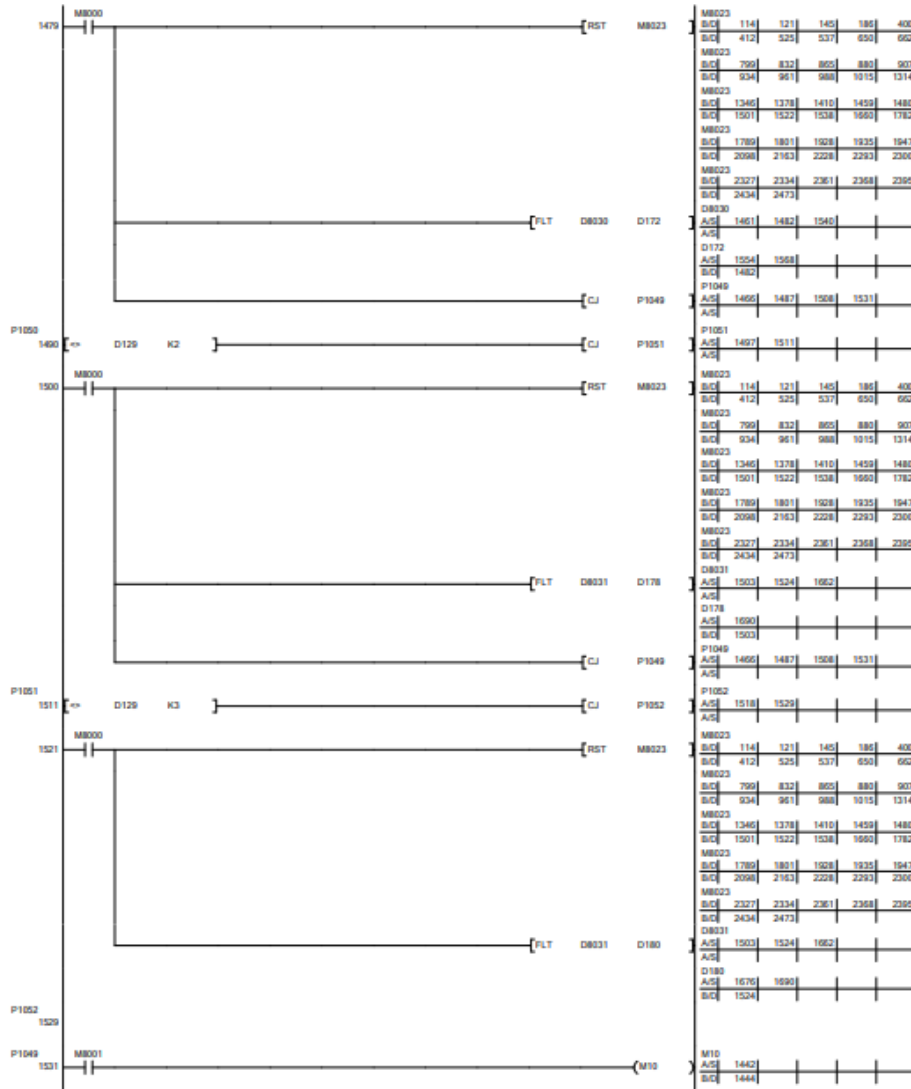 M8000
1479 RST M8023
FLT D8030 D172
CJ P1049
P1050
1490 <> D129 K2 CJ P1051
M8000
1500 RST M8023
FLT D8031 D178
CJ P1049
P1051
1511 <> D129 K3 CJ P1052
M8000
1521 RST M8023
FLT D8031 D180
P1052
1529
P1049 M8001
1531 M10
M8023
B/D 114 121 145 186 400
B/D 412 525 537 650 662
M8023
B/D 799 832 865 880 907
B/D 934 961 988 1015 1314
M8023
B/D 1346 1378 1410 1459 1480
B/D 1501 1522 1538 1660 1782
M8023
B/D 1789 1801 1928 1935 1947
B/D 2098 2163 2228 2293 2306
M8023
B/D 2327 2334 2361 2368 2395
B/D 2434 2473
D8030
A/S 1461 1482 1540
A/S
D172
A/S 1554 1568
B/D 1482
P1049
A/S 1466 1487 1508 1531
A/S
P1051
A/S 1497 1511
A/S
M8023
B/D 114 121 145 186 400
B/D 412 525 537 650 662
M8023
B/D 799 832 865 880 907
B/D 934 961 988 1015 1314
M8023
B/D 1346 1378 1410 1459 1480
B/D 1501 1522 1538 1660 1782
M8023
B/D 1789 1801 1928 1935 1947
B/D 2098 2163 2228 2293 2306
M8023
B/D 2327 2334 2361 2368 2395
B/D 2434 2473
D8031
A/S 1503 1524 1662
A/S
D178
A/S 1690
B/D 1503
P1049
A/S 1466 1487 1508 1531
A/S
P1052
A/S 1518 1529
A/S
M8023
B/D 114 121 145 186 400
B/D 412 525 537 650 662
M8023
B/D 799 832 865 880 907
B/D 934 961 988 1015 1314
M8023
B/D 1346 1378 1410 1459 1480
B/D 1501 1522 1538 1660 1782
M8023
B/D 1789 1801 1928 1935 1947
B/D 2098 2163 2228 2293 2306
M8023
B/D 2327 2334 2361 2368 2395
B/D 2434 2473
D8031
A/S 1503 1524 1662
A/S
D180
A/S 1676 1690
B/D 1524
M10
A/S 1442
B/D 1444